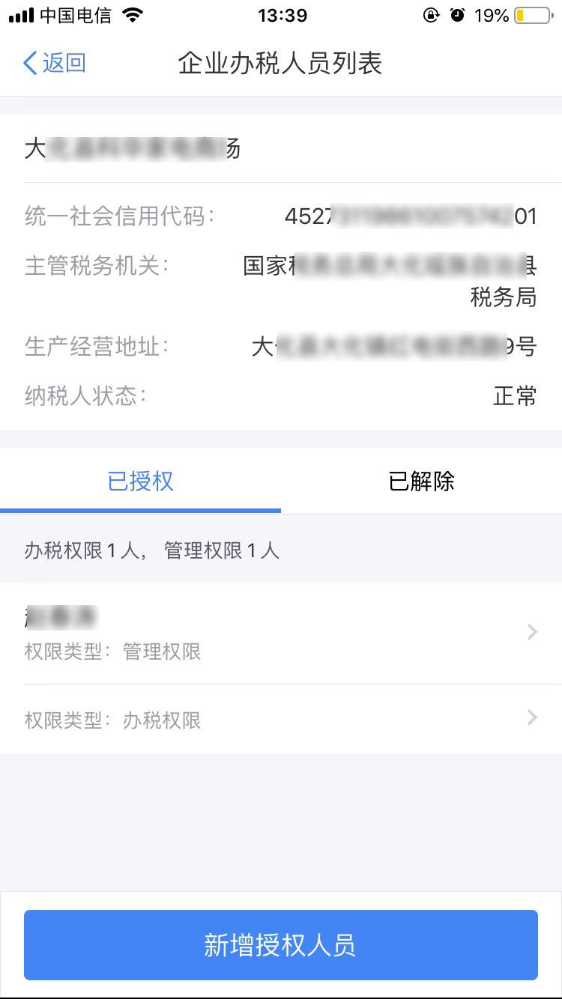 中国电信 13:39 19%
返回 企业办税人员列表
大 场
统一社会信用代码： 4527 01
主管税务机关： 国家 县
税务局
生产经营地址： 大 9号
纳税人状态： 正常
已授权 已解除
办税权限1人，管理权限1人
权限类型：管理权限
权限类型：办税权限
新增授权人员